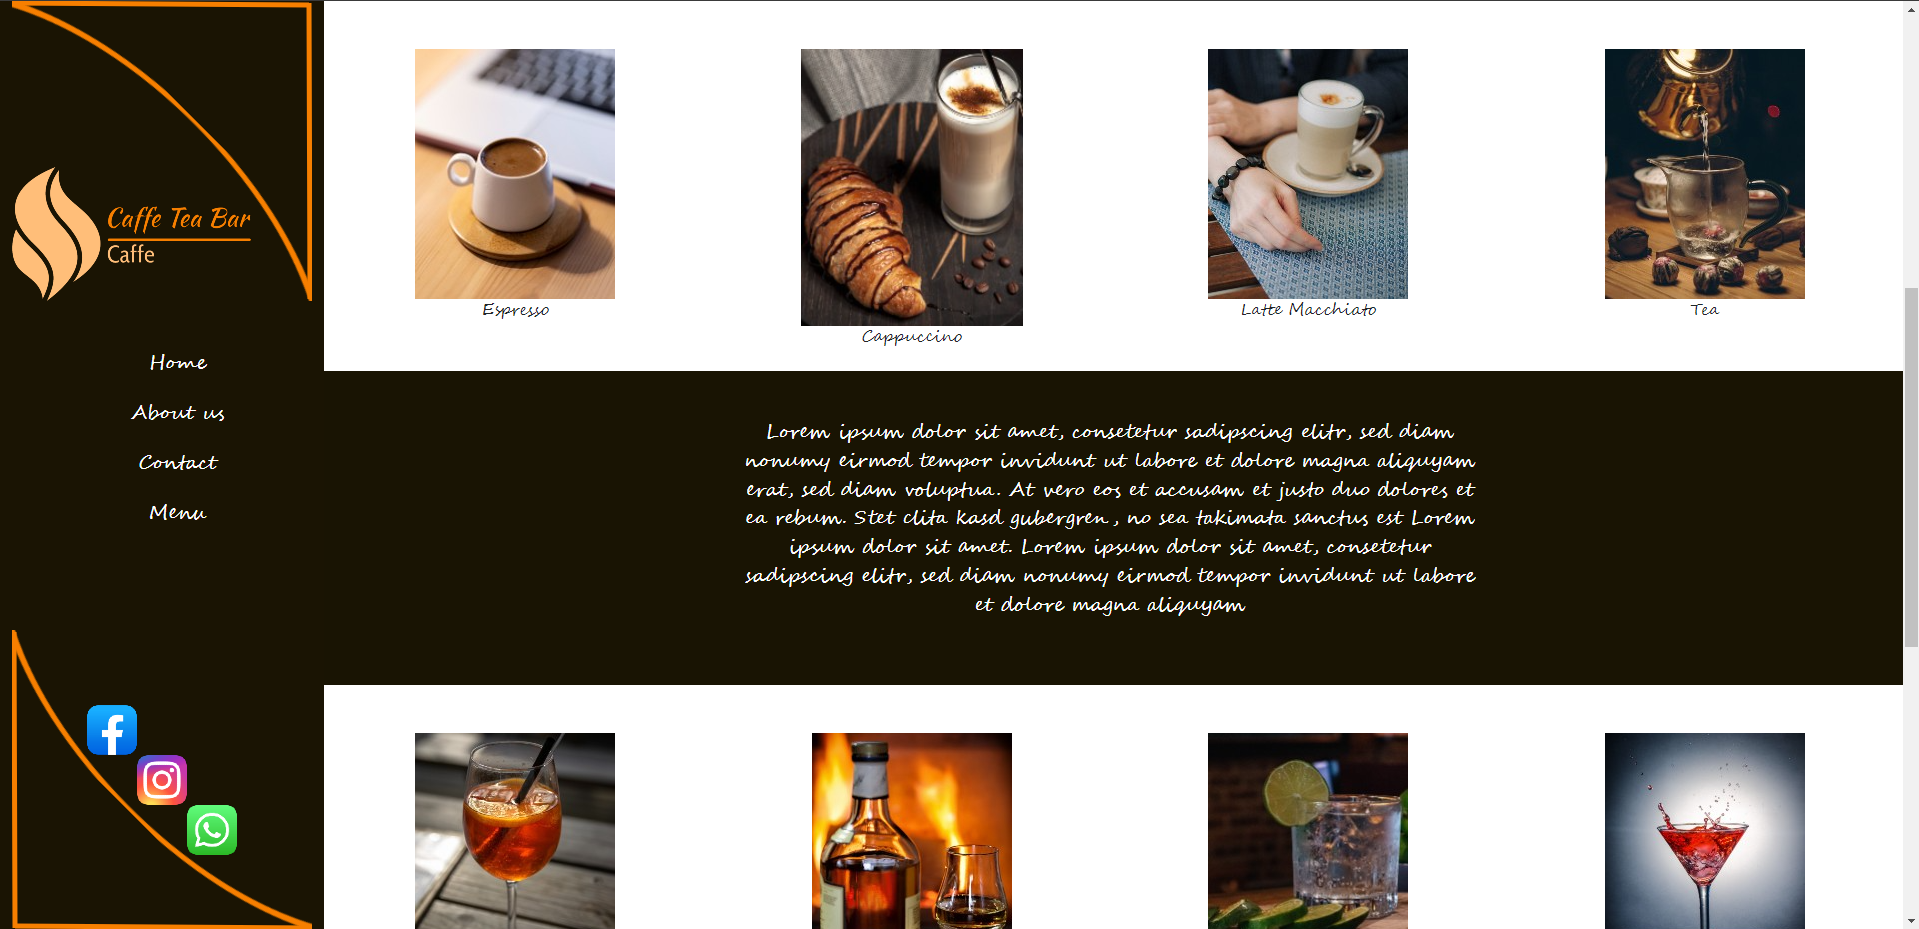 Caffe Tea Bar
Caffe
Home
About us
Contact
Menu
Espresso
Cappuccino
Latte Macchiato
Tea
Lorem ipsum dolor sit amet, consetetur sadipscing elitr, sed diam
nonumy eirmod tempor invidunt ut labore et dolore magna aliquyam
erat, sed diam voluptua. At vero eos et accusam et justo duo dolores et
ea rebum. Stet clita kasd gubergren, no sea takimata sanctus est Lorem
ipsum dolor sit amet. Lorem ipsum dolor sit amet, consetetur
sadipscing elitr, sed diam nonumy eirmod tempor invidunt ut labore
et dolore magna aliquyam